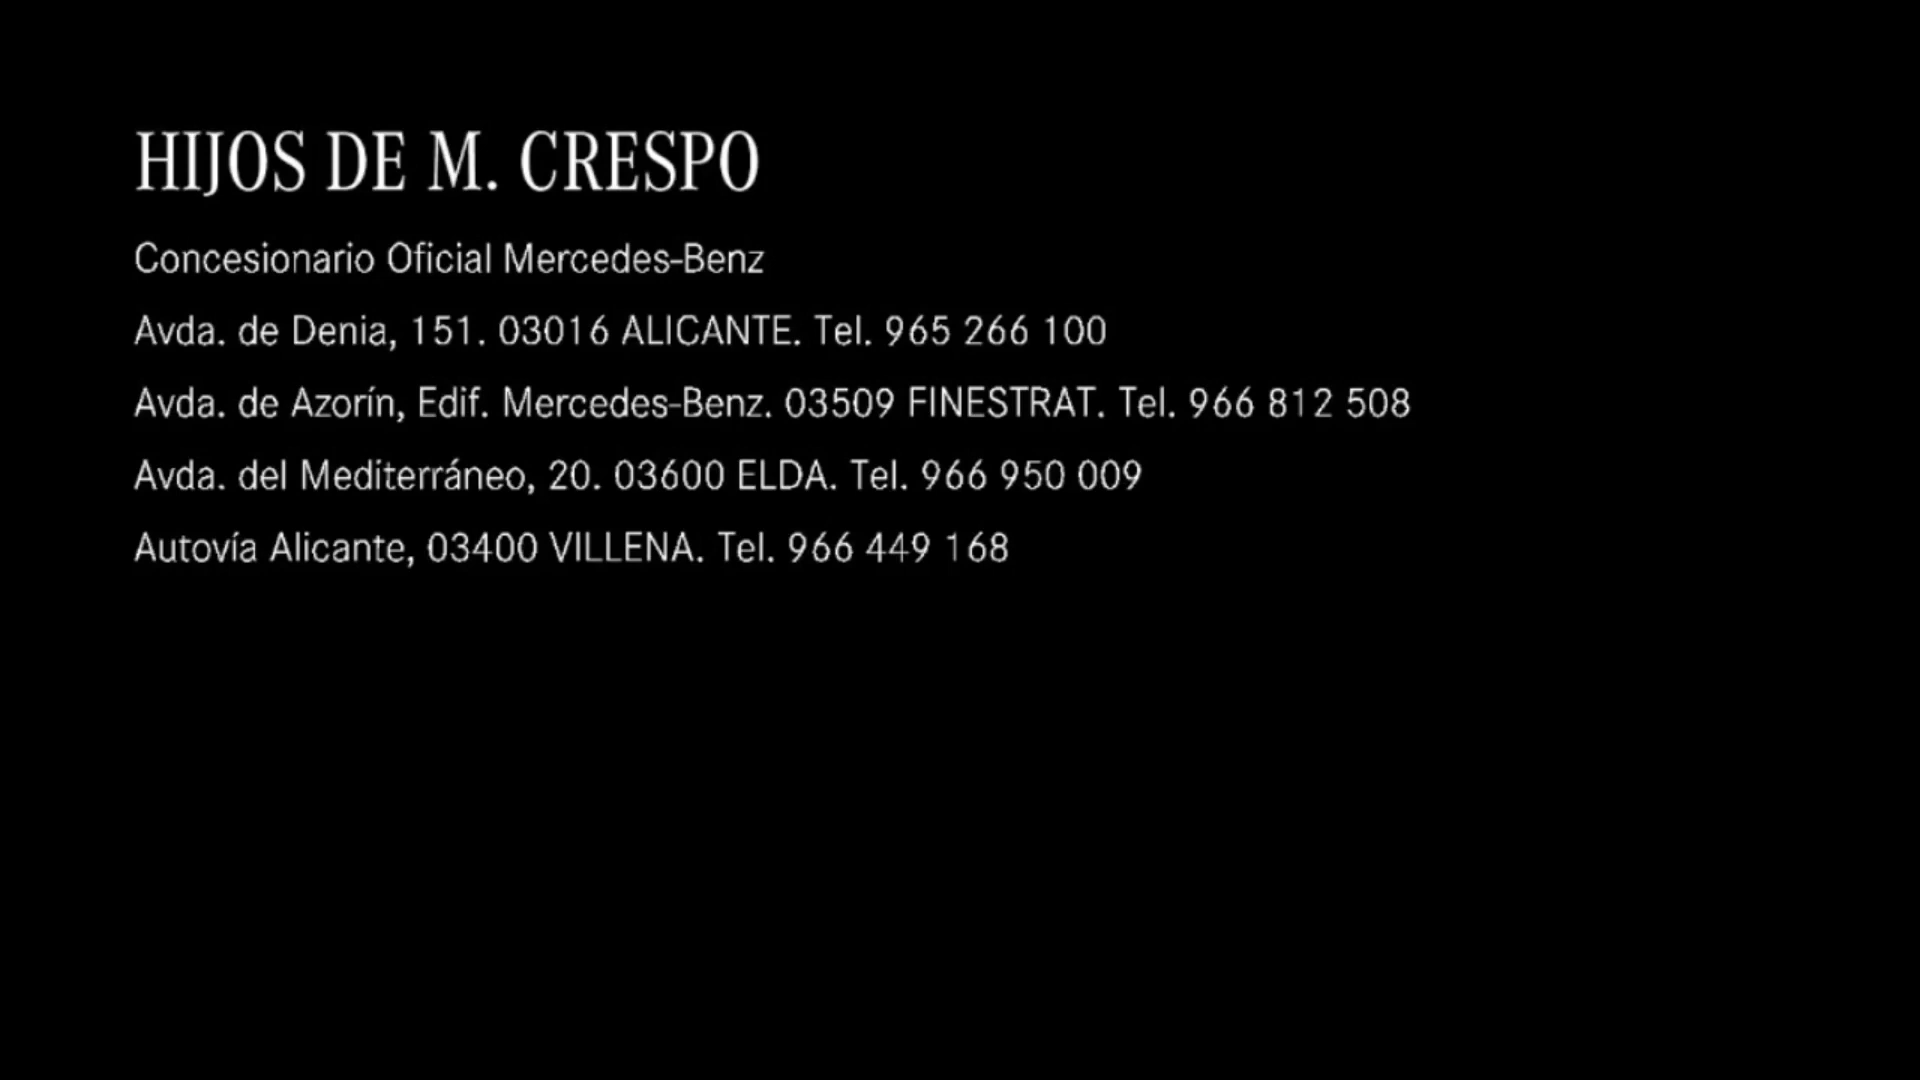 HIJOS DE M. CRESPO
Concesionario Oficial Mercedes-Benz
Avda. de Denia, 151. 03016 ALICANTE. Tel. 965 266 100
Avda. de Azorín, Edif. Mercedes-Benz. 03509 FINESTRAT. Tel. 966 812 508
Avda. del Mediterráneo, 20. 03600 ELDA. Tel. 966 950 009
Autovía Alicante, 03400 VILLENA. Tel. 966 449 168